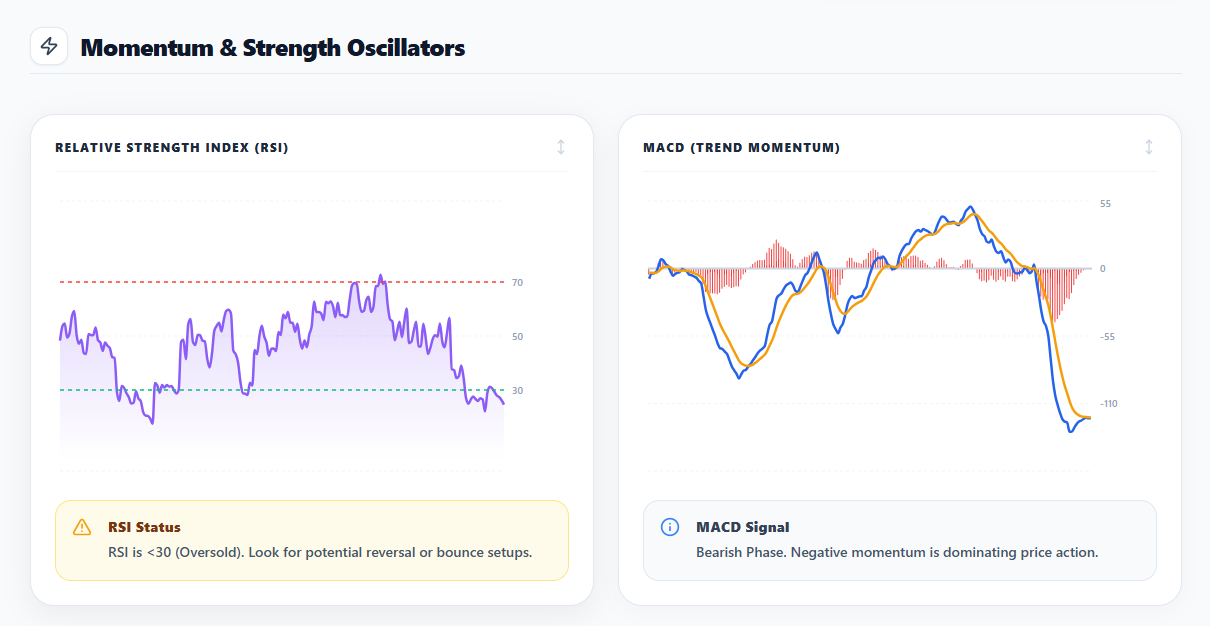 Momentum & Strength Oscillators
RELATIVE STRENGTH INDEX (RSI)
70
50
30
RSI Status
RSI is <30 (Oversold). Look for potential reversal or bounce setups.
MACD (TREND MOMENTUM)
55
0
-55
-110
MACD Signal
Bearish Phase. Negative momentum is dominating price action.